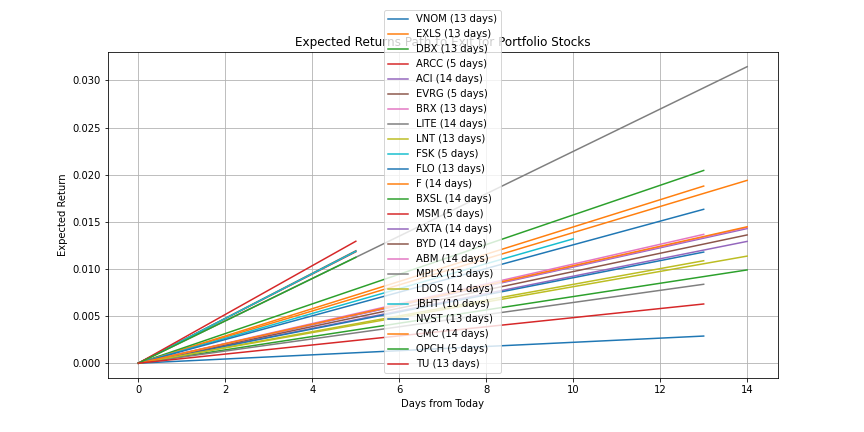 Expected Returns Path to Exit for Portfolio Stocks
VNOM (13 days)
EXLS (13 days)
DBX (13 days)
ARCC (5 days)
ACI (14 days)
EVRG (5 days)
BRX (13 days)
LITE (14 days)
LNT (13 days)
FSK (5 days)
FLO (13 days)
F (14 days)
BXSL (14 days)
MSM (5 days)
AXTA (14 days)
BYD (14 days)
ABM (14 days)
MPLX (13 days)
LDOS (14 days)
JBHT (10 days)
NVST (13 days)
CMC (14 days)
OPCH (5 days)
TU (13 days)
Expected Return
0.030
0.025
0.020
0.015
0.010
0.005
0.000
0 2 4 6 8 10 12 14
Days from Today